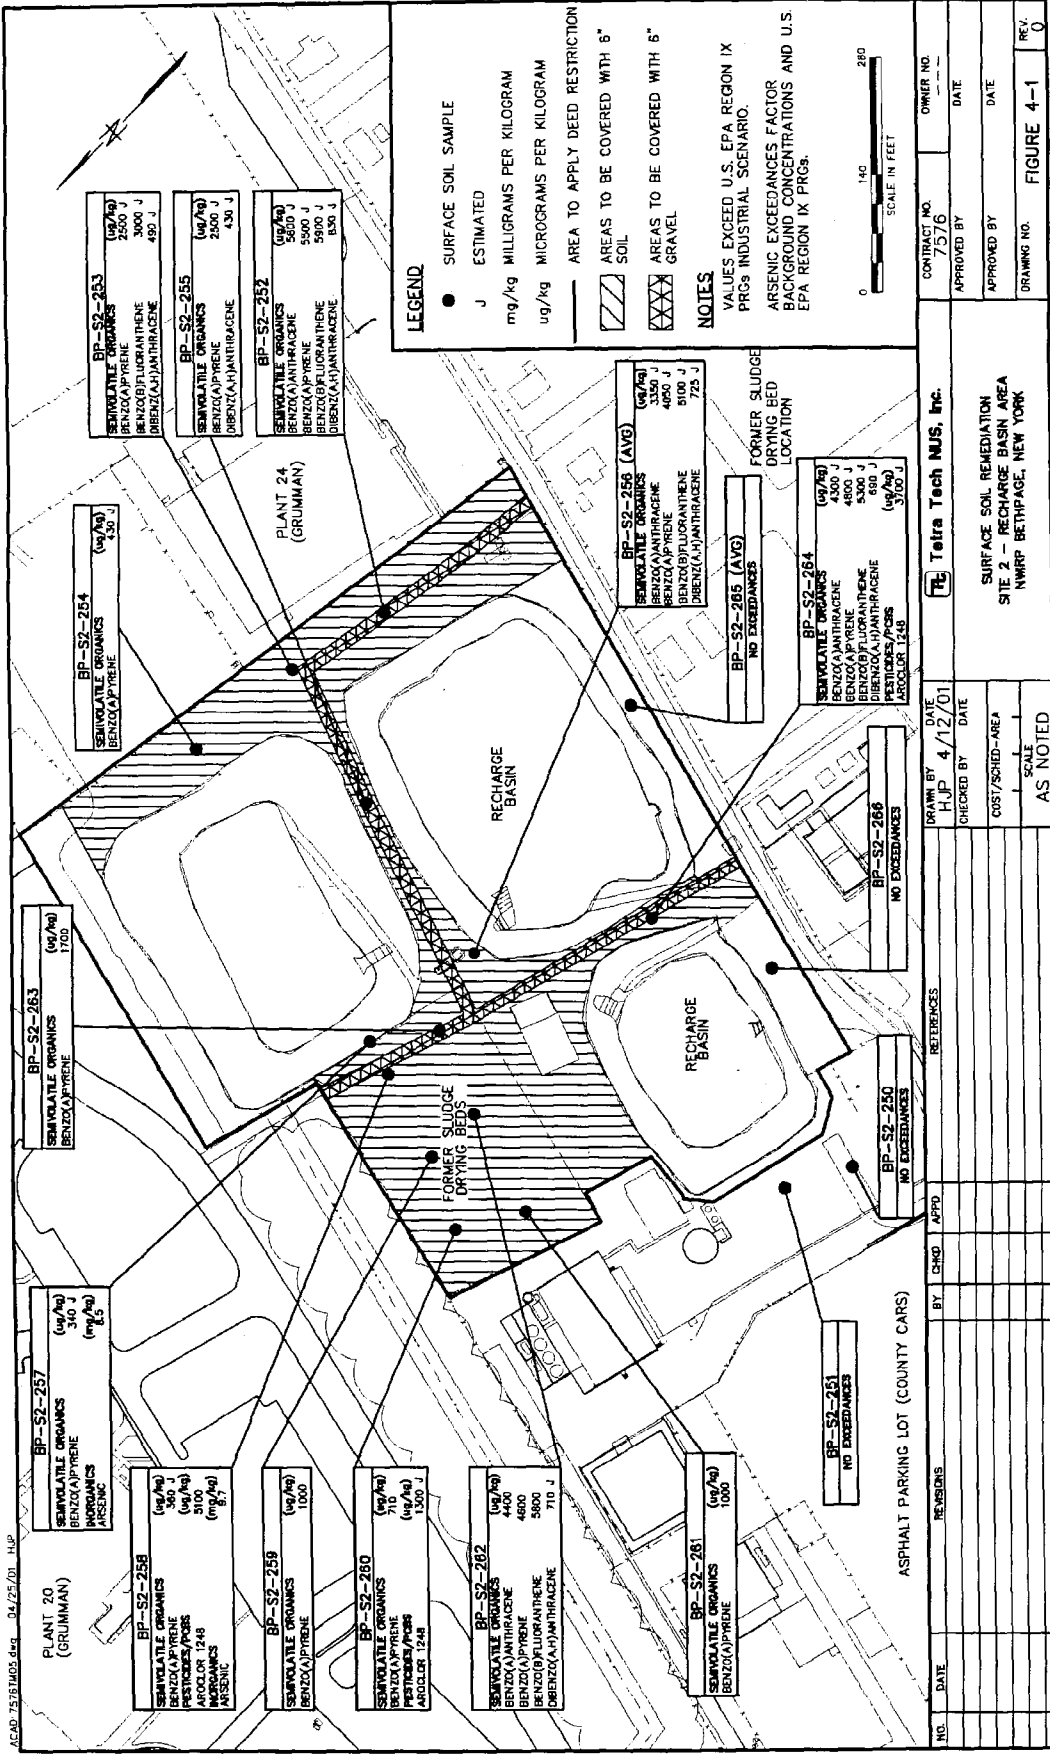 ACAD: 7576TM05.dwg 04/25/01 HJP
PLANT 20
(GRUMMAN)
BP-S2-257
SEMIVOLATILE ORGANICS (ug/kg)
BENZO(A)PYRENE 340 J
INORGANICS (mg/kg)
ARSENIC 8.5
BP-S2-263
SEMIVOLATILE ORGANICS (ug/kg)
BENZO(A)PYRENE 1700
BP-S2-254
SEMIVOLATILE ORGANICS (ug/kg)
BENZO(A)PYRENE 430 J
BP-S2-253
SEMIVOLATILE ORGANICS (ug/kg)
BENZO(A)PYRENE 2500 J
BENZO(B)FLUORANTHENE 3000 J
DIBENZ(A,H)ANTHRACENE 490 J
BP-S2-255
SEMIVOLATILE ORGANICS (ug/kg)
BENZO(A)PYRENE 2500 J
DIBENZ(A,H)ANTHRACENE 430 J
BP-S2-252
SEMIVOLATILE ORGANICS (ug/kg)
BENZO(A)ANTHRACENE 5600 J
BENZO(A)PYRENE 5500 J
BENZO(B)FLUORANTHENE 5900 J
DIBENZ(A,H)ANTHRACENE 830 J
PLANT 24
(GRUMMAN)
BP-S2-258
SEMIVOLATILE ORGANICS (ug/kg)
BENZO(A)PYRENE 360 J
PESTICIDES/PCBS (ug/kg)
AROCLOR 1248 5100
INORGANICS (mg/kg)
ARSENIC 9.7
BP-S2-259
SEMIVOLATILE ORGANICS (ug/kg)
BENZO(A)PYRENE 1000
BP-S2-260
SEMIVOLATILE ORGANICS (ug/kg)
BENZO(A)PYRENE 710
PESTICIDES/PCBS (ug/kg)
AROCLOR 1248 1300 J
BP-S2-262
SEMIVOLATILE ORGANICS (ug/kg)
BENZO(A)ANTHRACENE 4400
BENZO(A)PYRENE 4600
BENZO(B)FLUORANTHENE 5800
DIBENZ(A,H)ANTHRACENE 710 J
BP-S2-261
SEMIVOLATILE ORGANICS (ug/kg)
BENZO(A)PYRENE 1000
FORMER SLUDGE
DRYING BEDS
RECHARGE
BASIN
RECHARGE
BASIN
BP-S2-256 (AVG)
SEMIVOLATILE ORGANICS (ug/kg)
BENZO(A)ANTHRACENE 3350 J
BENZO(A)PYRENE 4050 J
BENZO(B)FLUORANTHENE 5100 J
DIBENZ(A,H)ANTHRACENE 725 J
FORMER SLUDGE
DRYING BED
LOCATION
BP-S2-265 (AVG)
NO EXCEEDANCES
BP-S2-264
SEMIVOLATILE ORGANICS (ug/kg)
BENZO(A)ANTHRACENE 4300 J
BENZO(A)PYRENE 4800 J
BENZO(B)FLUORANTHENE 5300 J
DIBENZ(A,H)ANTHRACENE 690 J
PESTICIDES/PCBS (ug/kg)
AROCLOR 1248 3700 J
BP-S2-266
NO EXCEEDANCES
BP-S2-250
NO EXCEEDANCES
BP-S2-251
NO EXCEEDANCES
ASPHALT PARKING LOT (COUNTY CARS)
LEGEND
SURFACE SOIL SAMPLE
J ESTIMATED
mg/kg MILLIGRAMS PER KILOGRAM
ug/kg MICROGRAMS PER KILOGRAM
AREA TO APPLY DEED RESTRICTION
AREAS TO BE COVERED WITH 6"
SOIL
AREAS TO BE COVERED WITH 6"
GRAVEL
NOTES
VALUES EXCEED U.S. EPA REGION IX
PRGs INDUSTRIAL SCENARIO.
ARSENIC EXCEEDANCES FACTOR
BACKGROUND CONCENTRATIONS AND U.S.
EPA REGION IX PRGs.
0 140 280
SCALE IN FEET
NO. DATE REVISIONS BY CHKD APPD REFERENCES
DRAWN BY DATE
HJP 4/12/01
CHECKED BY DATE
COST/SCHED-AREA
SCALE
AS NOTED
Tt Tetra Tech NUS, Inc.
SURFACE SOIL REMEDIATION
SITE 2 - RECHARGE BASIN AREA
NWIRP BETHPAGE, NEW YORK
CONTRACT NO. 7576
OWNER NO. ---
APPROVED BY DATE
APPROVED BY DATE
DRAWING NO. FIGURE 4-1
REV. 0